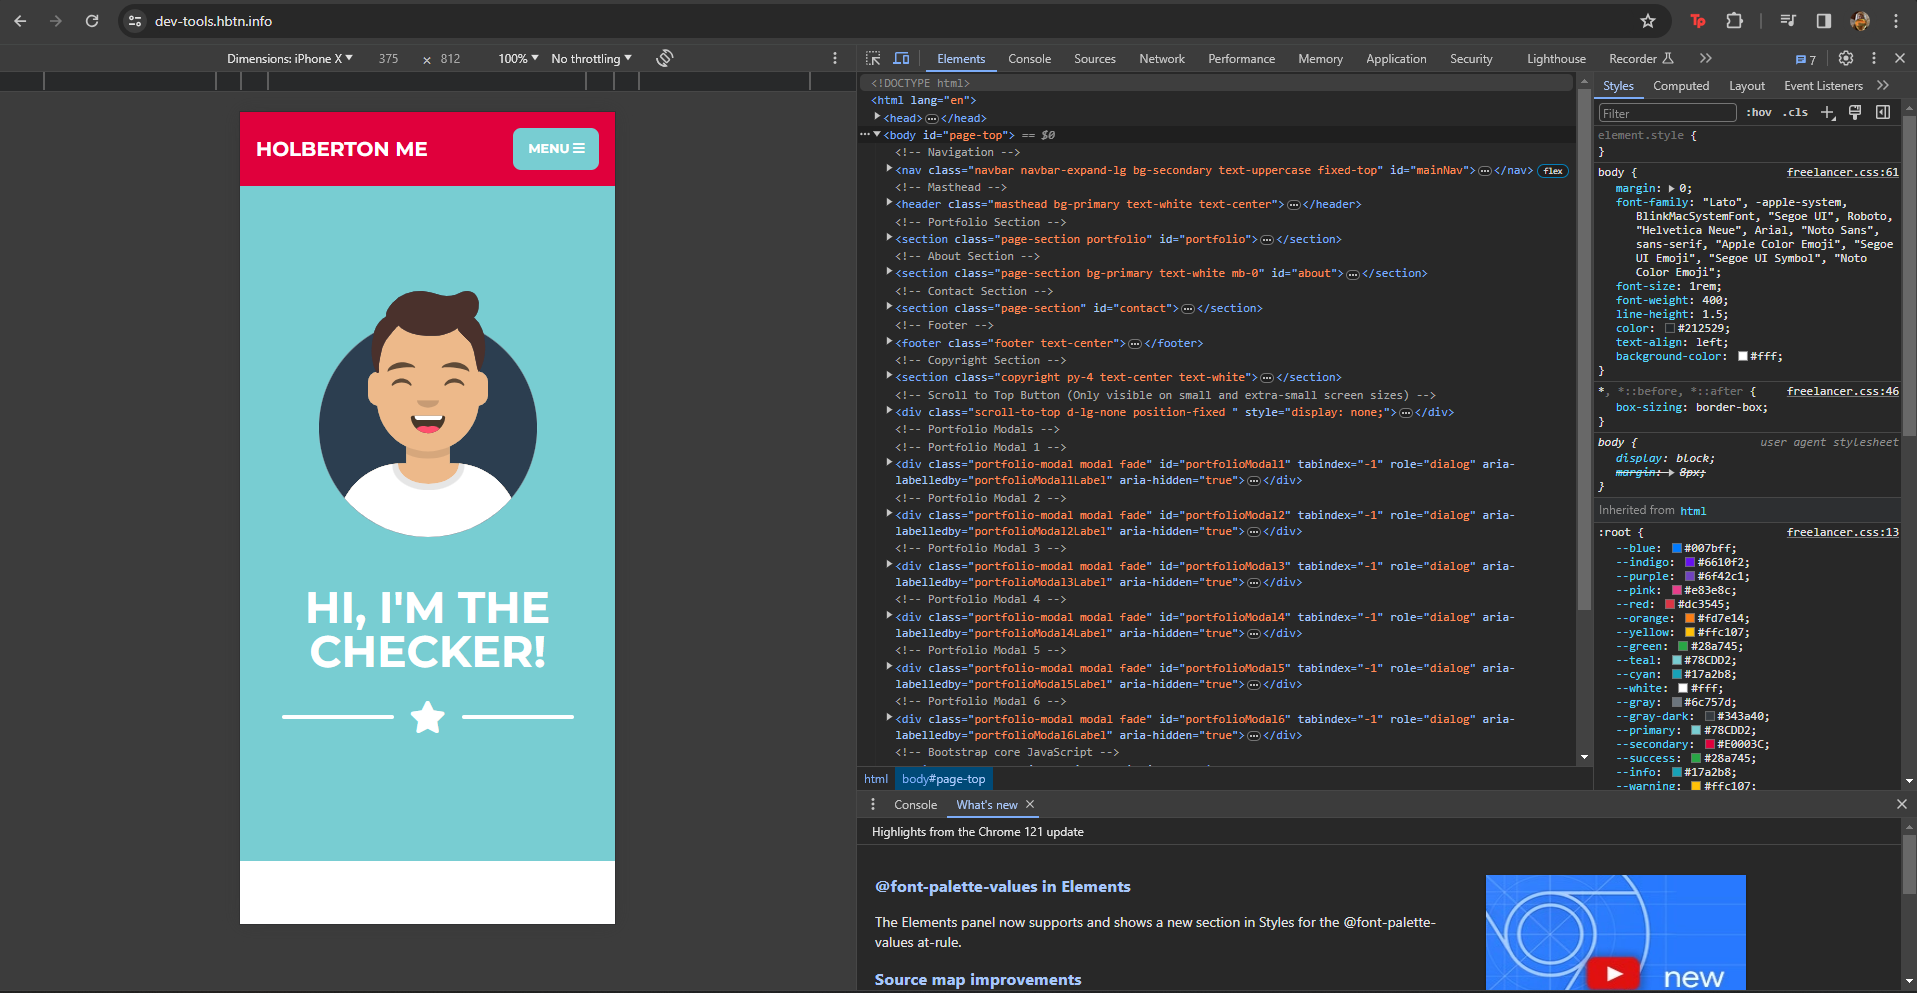 dev-tools.hbtn.info
Dimensions: iPhone X 375 × 812 100% No throttling
HOLBERTON ME
MENU
HI, I'M THE
CHECKER!
Elements Console Sources Network Performance Memory Application Security Lighthouse Recorder 7
<!DOCTYPE html>
<html lang="en">
<head> </head>
<body id="page-top"> == $0
<!-- Navigation -->
<nav class="navbar navbar-expand-lg bg-secondary text-uppercase fixed-top" id="mainNav"> </nav> flex
<!-- Masthead -->
<header class="masthead bg-primary text-white text-center"> </header>
<!-- Portfolio Section -->
<section class="page-section portfolio" id="portfolio"> </section>
<!-- About Section -->
<section class="page-section bg-primary text-white mb-0" id="about"> </section>
<!-- Contact Section -->
<section class="page-section" id="contact"> </section>
<!-- Footer -->
<footer class="footer text-center"> </footer>
<!-- Copyright Section -->
<section class="copyright py-4 text-center text-white"> </section>
<!-- Scroll to Top Button (Only visible on small and extra-small screen sizes) -->
<div class="scroll-to-top d-lg-none position-fixed " style="display: none;"> </div>
<!-- Portfolio Modals -->
<!-- Portfolio Modal 1 -->
<div class="portfolio-modal modal fade" id="portfolioModal1" tabindex="-1" role="dialog" aria-
labelledby="portfolioModal1Label" aria-hidden="true"> </div>
<!-- Portfolio Modal 2 -->
<div class="portfolio-modal modal fade" id="portfolioModal2" tabindex="-1" role="dialog" aria-
labelledby="portfolioModal2Label" aria-hidden="true"> </div>
<!-- Portfolio Modal 3 -->
<div class="portfolio-modal modal fade" id="portfolioModal3" tabindex="-1" role="dialog" aria-
labelledby="portfolioModal3Label" aria-hidden="true"> </div>
<!-- Portfolio Modal 4 -->
<div class="portfolio-modal modal fade" id="portfolioModal4" tabindex="-1" role="dialog" aria-
labelledby="portfolioModal4Label" aria-hidden="true"> </div>
<!-- Portfolio Modal 5 -->
<div class="portfolio-modal modal fade" id="portfolioModal5" tabindex="-1" role="dialog" aria-
labelledby="portfolioModal5Label" aria-hidden="true"> </div>
<!-- Portfolio Modal 6 -->
<div class="portfolio-modal modal fade" id="portfolioModal6" tabindex="-1" role="dialog" aria-
labelledby="portfolioModal6Label" aria-hidden="true"> </div>
<!-- Bootstrap core JavaScript -->
html body#page-top
Styles Computed Layout Event Listeners
Filter :hov .cls
element.style {
}
body { freelancer.css:61
margin: 0;
font-family: "Lato", -apple-system,
BlinkMacSystemFont, "Segoe UI", Roboto,
"Helvetica Neue", Arial, "Noto Sans",
sans-serif, "Apple Color Emoji", "Segoe
UI Emoji", "Segoe UI Symbol", "Noto
Color Emoji";
font-size: 1rem;
font-weight: 400;
line-height: 1.5;
color: #212529;
text-align: left;
background-color: #fff;
}
*, *::before, *::after { freelancer.css:46
box-sizing: border-box;
}
body { user agent stylesheet
display: block;
margin: 8px;
}
Inherited from html
:root { freelancer.css:13
--blue: #007bff;
--indigo: #6610f2;
--purple: #6f42c1;
--pink: #e83e8c;
--red: #dc3545;
--orange: #fd7e14;
--yellow: #ffc107;
--green: #28a745;
--teal: #78CDD2;
--cyan: #17a2b8;
--white: #fff;
--gray: #6c757d;
--gray-dark: #343a40;
--primary: #78CDD2;
--secondary: #E0003C;
--success: #28a745;
--info: #17a2b8;
--warning: #ffc107;
Console What's new
Highlights from the Chrome 121 update
@font-palette-values in Elements
The Elements panel now supports and shows a new section in Styles for the @font-palette-
values at-rule.
Source map improvements
new